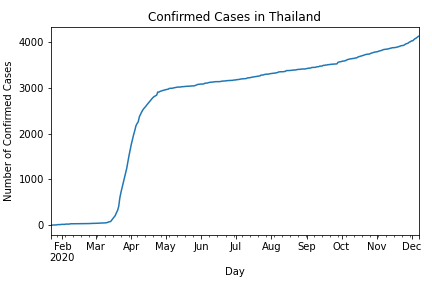 Confirmed Cases in Thailand
Number of Confirmed Cases
4000
3000
2000
1000
0
Feb Mar Apr May Jun Jul Aug Sep Oct Nov Dec
2020
Day